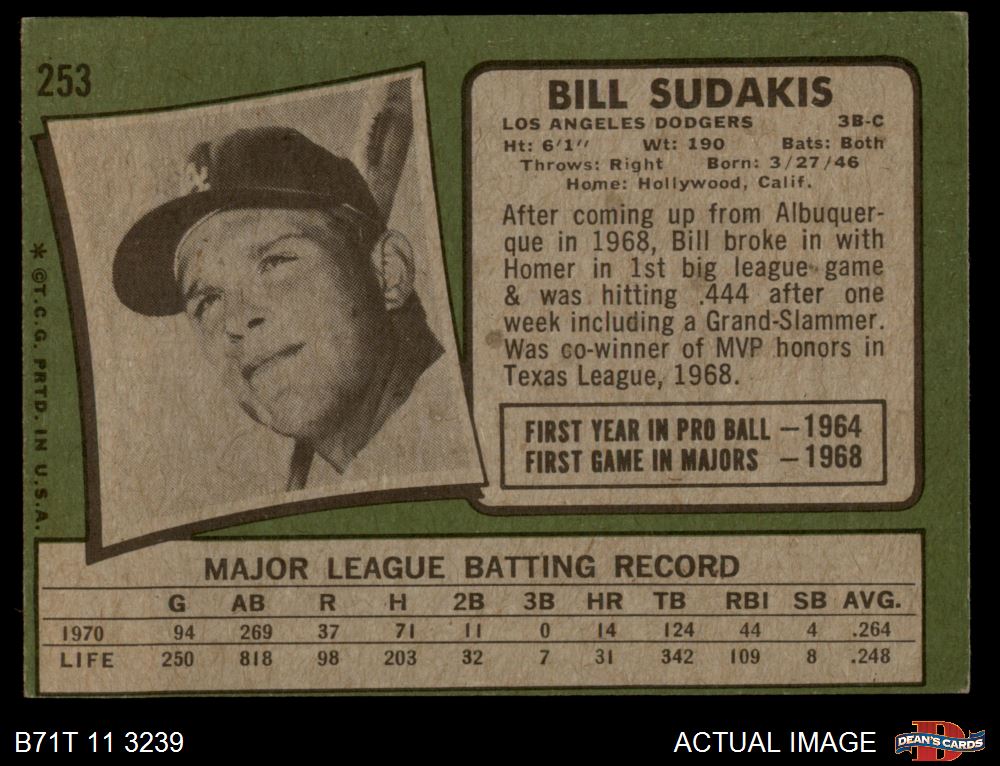 253
BILL SUDAKIS
LOS ANGELES DODGERS 3B-C
Ht: 6'1" Wt: 190 Bats: Both
Throws: Right Born: 3/27/46
Home: Hollywood, Calif.
After coming up from Albuquer-
que in 1968, Bill broke in with
Homer in 1st big league game
& was hitting .444 after one
week including a Grand-Slammer.
Was co-winner of MVP honors in
Texas League, 1968.
FIRST YEAR IN PRO BALL — 1964
FIRST GAME IN MAJORS — 1968
* © T.C.G. PRTD. IN U.S.A.
MAJOR LEAGUE BATTING RECORD
G AB R H 2B 3B HR TB RBI SB AVG.
1970 94 269 37 71 11 0 14 124 44 4 .264
LIFE 250 818 98 203 32 7 31 342 109 8 .248
B71T 11 3239
ACTUAL IMAGE
DEAN'S CARDS